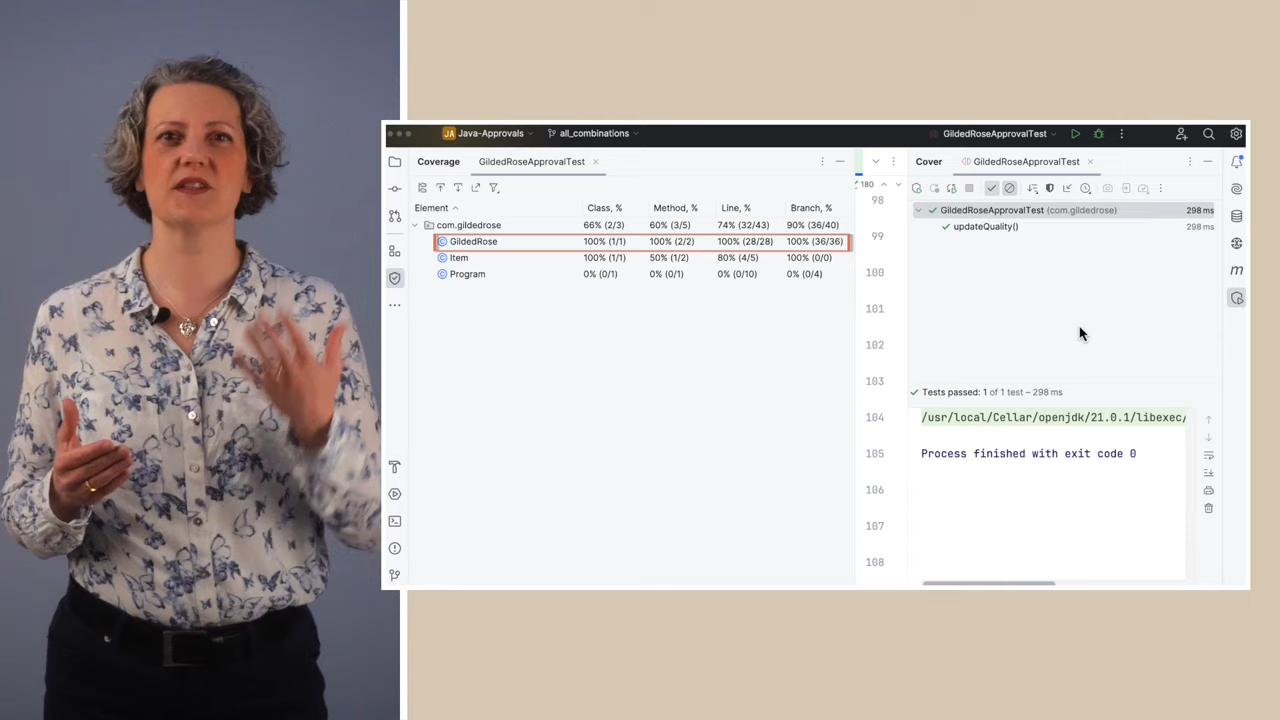 JA Java-Approvals all_combinations GildedRoseApprovalTest
Coverage GildedRoseApprovalTest
Element Class, % Method, % Line, % Branch, %
com.gildedrose 66% (2/3) 60% (3/5) 74% (32/43) 90% (36/40)
GildedRose 100% (1/1) 100% (2/2) 100% (28/28) 100% (36/36)
Item 100% (1/1) 50% (1/2) 80% (4/5) 100% (0/0)
Program 0% (0/1) 0% (0/1) 0% (0/10) 0% (0/4)
180
98
99
100
101
102
103
104
105
106
107
108
Cover GildedRoseApprovalTest
GildedRoseApprovalTest (com.gildedrose) 298 ms
updateQuality() 298 ms
Tests passed: 1 of 1 test – 298 ms
/usr/local/Cellar/openjdk/21.0.1/libexec/
Process finished with exit code 0
m